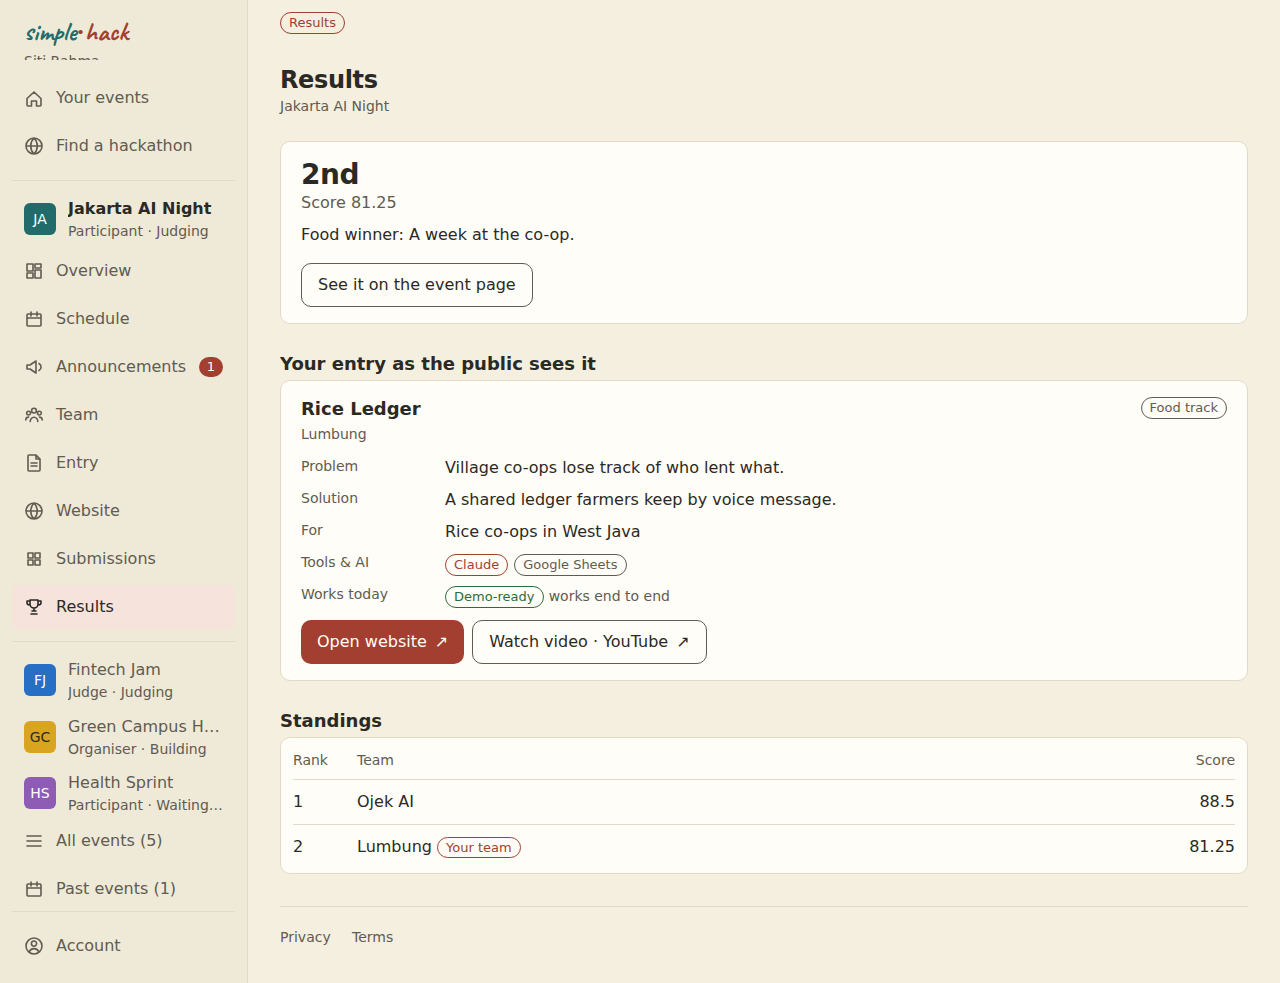 simple·hack
Siti Rahma
Your events
Find a hackathon
JA
Jakarta AI Night
Participant · Judging
Overview
Schedule
Announcements 1
Team
Entry
Website
Submissions
Results
FJ
Fintech Jam
Judge · Judging
GC
Green Campus H...
Organiser · Building
HS
Health Sprint
Participant · Waiting...
All events (5)
Past events (1)
Account
Results
Results
Jakarta AI Night
2nd
Score 81.25
Food winner: A week at the co-op.
See it on the event page
Your entry as the public sees it
Rice Ledger Food track
Lumbung
Problem Village co-ops lose track of who lent what.
Solution A shared ledger farmers keep by voice message.
For Rice co-ops in West Java
Tools & AI Claude Google Sheets
Works today Demo-ready works end to end
Open website ↗ Watch video · YouTube ↗
Standings
Rank Team Score
1 Ojek AI 88.5
2 Lumbung Your team 81.25
Privacy Terms